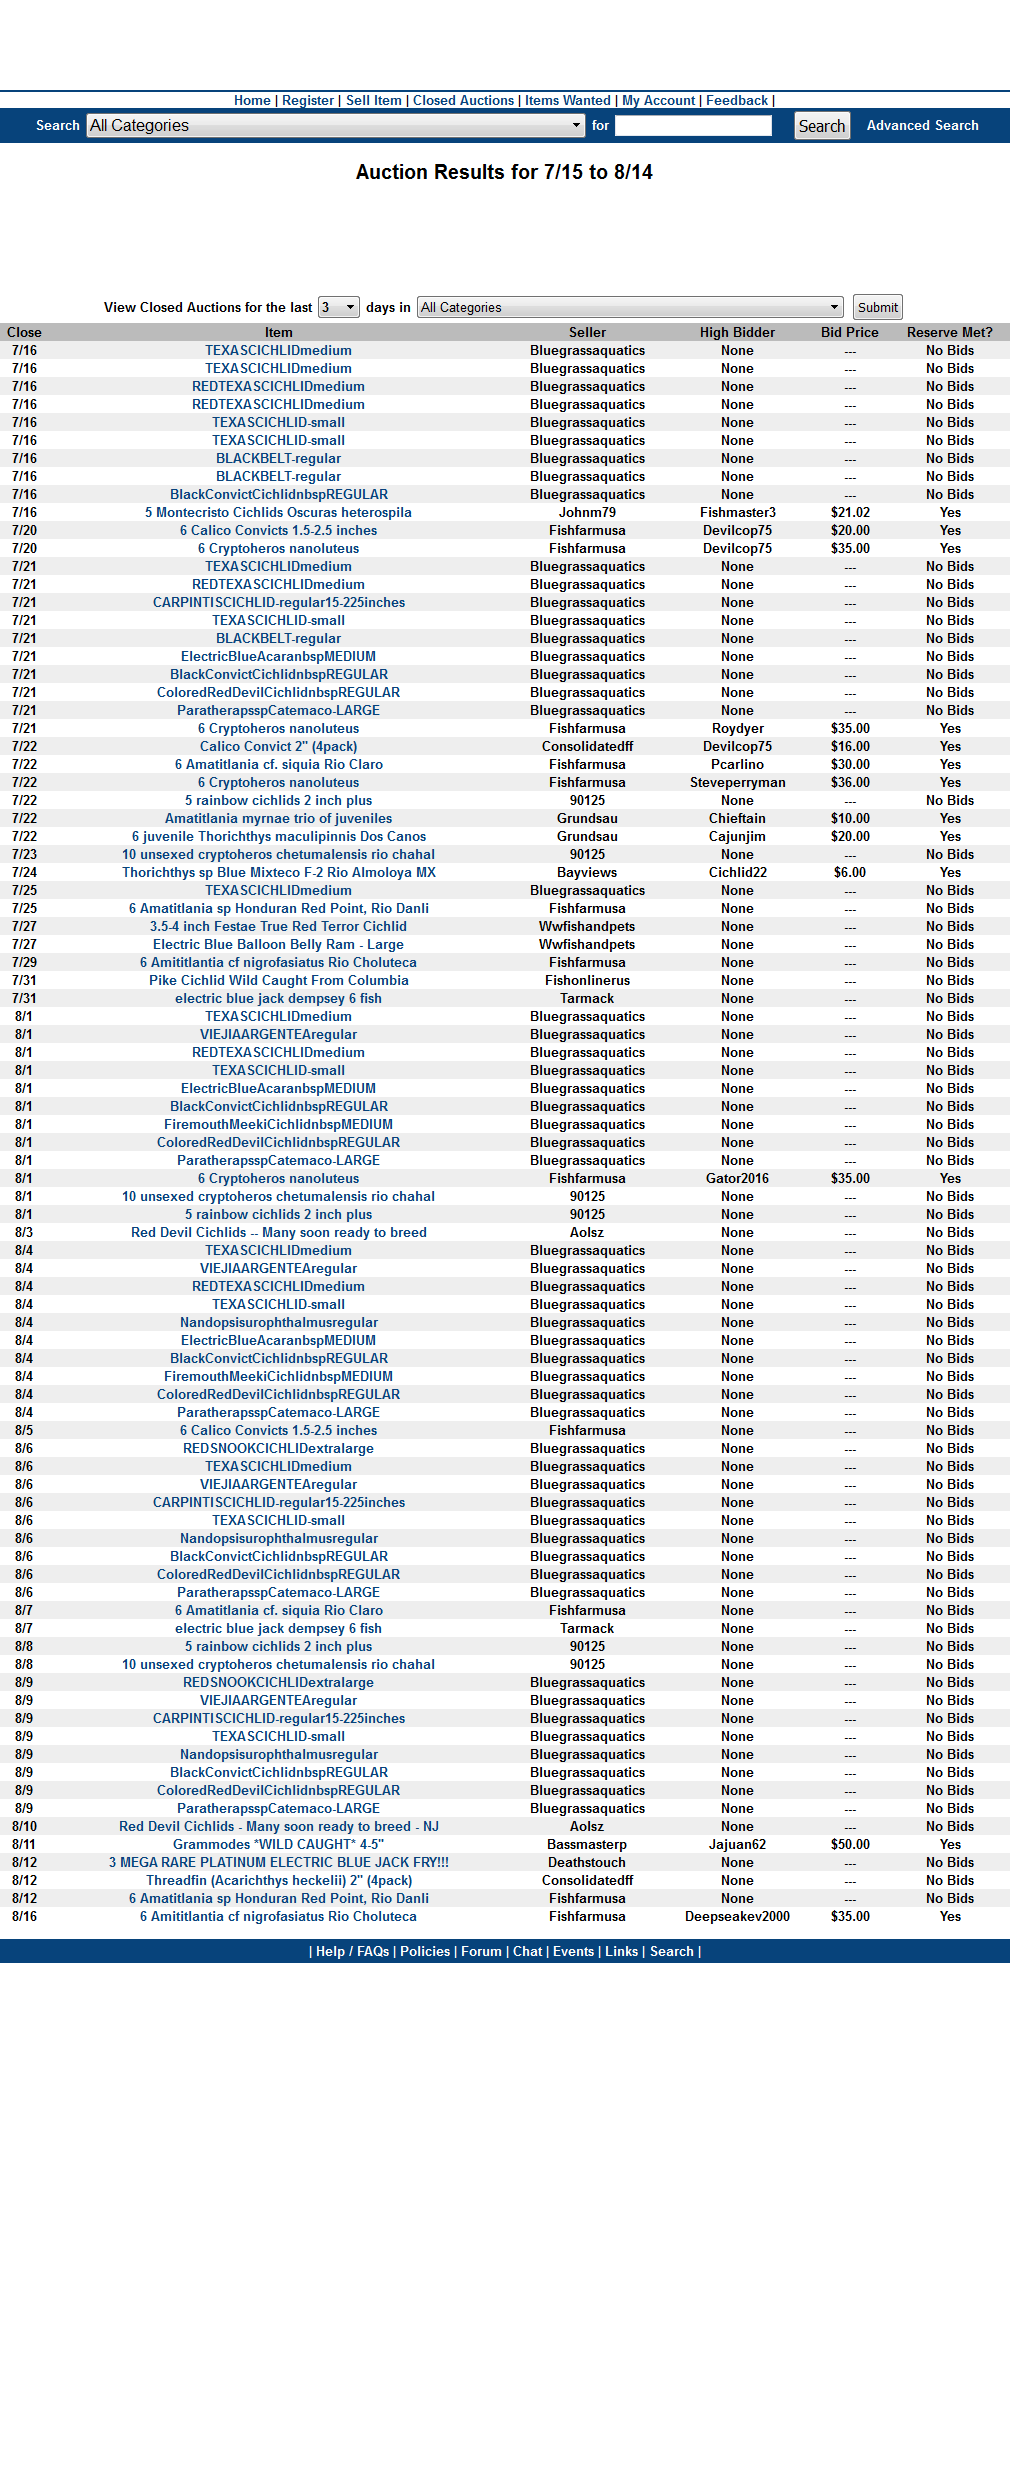 Home | Register | Sell Item | Closed Auctions | Items Wanted | My Account | Feedback |
Search All Categories for Search Advanced Search
Auction Results for 7/15 to 8/14
View Closed Auctions for the last 3 days in All Categories Submit
Close Item Seller High Bidder Bid Price Reserve Met?
7/16 TEXASCICHLIDmedium Bluegrassaquatics None --- No Bids
7/16 TEXASCICHLIDmedium Bluegrassaquatics None --- No Bids
7/16 REDTEXASCICHLIDmedium Bluegrassaquatics None --- No Bids
7/16 REDTEXASCICHLIDmedium Bluegrassaquatics None --- No Bids
7/16 TEXASCICHLID-small Bluegrassaquatics None --- No Bids
7/16 TEXASCICHLID-small Bluegrassaquatics None --- No Bids
7/16 BLACKBELT-regular Bluegrassaquatics None --- No Bids
7/16 BLACKBELT-regular Bluegrassaquatics None --- No Bids
7/16 BlackConvictCichlidnbspREGULAR Bluegrassaquatics None --- No Bids
7/16 5 Montecristo Cichlids Oscuras heterospila Johnm79 Fishmaster3 $21.02 Yes
7/20 6 Calico Convicts 1.5-2.5 inches Fishfarmusa Devilcop75 $20.00 Yes
7/20 6 Cryptoheros nanoluteus Fishfarmusa Devilcop75 $35.00 Yes
7/21 TEXASCICHLIDmedium Bluegrassaquatics None --- No Bids
7/21 REDTEXASCICHLIDmedium Bluegrassaquatics None --- No Bids
7/21 CARPINTISCICHLID-regular15-225inches Bluegrassaquatics None --- No Bids
7/21 TEXASCICHLID-small Bluegrassaquatics None --- No Bids
7/21 BLACKBELT-regular Bluegrassaquatics None --- No Bids
7/21 ElectricBlueAcaranbspMEDIUM Bluegrassaquatics None --- No Bids
7/21 BlackConvictCichlidnbspREGULAR Bluegrassaquatics None --- No Bids
7/21 ColoredRedDevilCichlidnbspREGULAR Bluegrassaquatics None --- No Bids
7/21 ParatherapsspCatemaco-LARGE Bluegrassaquatics None --- No Bids
7/21 6 Cryptoheros nanoluteus Fishfarmusa Roydyer $35.00 Yes
7/22 Calico Convict 2" (4pack) Consolidatedff Devilcop75 $16.00 Yes
7/22 6 Amatitlania cf. siquia Rio Claro Fishfarmusa Pcarlino $30.00 Yes
7/22 6 Cryptoheros nanoluteus Fishfarmusa Steveperryman $36.00 Yes
7/22 5 rainbow cichlids 2 inch plus 90125 None --- No Bids
7/22 Amatitlania myrnae trio of juveniles Grundsau Chieftain $10.00 Yes
7/22 6 juvenile Thorichthys maculipinnis Dos Canos Grundsau Cajunjim $20.00 Yes
7/23 10 unsexed cryptoheros chetumalensis rio chahal 90125 None --- No Bids
7/24 Thorichthys sp Blue Mixteco F-2 Rio Almoloya MX Bayviews Cichlid22 $6.00 Yes
7/25 TEXASCICHLIDmedium Bluegrassaquatics None --- No Bids
7/25 6 Amatitlania sp Honduran Red Point, Rio Danli Fishfarmusa None --- No Bids
7/27 3.5-4 inch Festae True Red Terror Cichlid Wwfishandpets None --- No Bids
7/27 Electric Blue Balloon Belly Ram - Large Wwfishandpets None --- No Bids
7/29 6 Amititlantia cf nigrofasiatus Rio Choluteca Fishfarmusa None --- No Bids
7/31 Pike Cichlid Wild Caught From Columbia Fishonlinerus None --- No Bids
7/31 electric blue jack dempsey 6 fish Tarmack None --- No Bids
8/1 TEXASCICHLIDmedium Bluegrassaquatics None --- No Bids
8/1 VIEJIAARGENTEAregular Bluegrassaquatics None --- No Bids
8/1 REDTEXASCICHLIDmedium Bluegrassaquatics None --- No Bids
8/1 TEXASCICHLID-small Bluegrassaquatics None --- No Bids
8/1 ElectricBlueAcaranbspMEDIUM Bluegrassaquatics None --- No Bids
8/1 BlackConvictCichlidnbspREGULAR Bluegrassaquatics None --- No Bids
8/1 FiremouthMeekiCichlidnbspMEDIUM Bluegrassaquatics None --- No Bids
8/1 ColoredRedDevilCichlidnbspREGULAR Bluegrassaquatics None --- No Bids
8/1 ParatherapsspCatemaco-LARGE Bluegrassaquatics None --- No Bids
8/1 6 Cryptoheros nanoluteus Fishfarmusa Gator2016 $35.00 Yes
8/1 10 unsexed cryptoheros chetumalensis rio chahal 90125 None --- No Bids
8/1 5 rainbow cichlids 2 inch plus 90125 None --- No Bids
8/3 Red Devil Cichlids -- Many soon ready to breed Aolsz None --- No Bids
8/4 TEXASCICHLIDmedium Bluegrassaquatics None --- No Bids
8/4 VIEJIAARGENTEAregular Bluegrassaquatics None --- No Bids
8/4 REDTEXASCICHLIDmedium Bluegrassaquatics None --- No Bids
8/4 TEXASCICHLID-small Bluegrassaquatics None --- No Bids
8/4 Nandopsisurophthalmusregular Bluegrassaquatics None --- No Bids
8/4 ElectricBlueAcaranbspMEDIUM Bluegrassaquatics None --- No Bids
8/4 BlackConvictCichlidnbspREGULAR Bluegrassaquatics None --- No Bids
8/4 FiremouthMeekiCichlidnbspMEDIUM Bluegrassaquatics None --- No Bids
8/4 ColoredRedDevilCichlidnbspREGULAR Bluegrassaquatics None --- No Bids
8/4 ParatherapsspCatemaco-LARGE Bluegrassaquatics None --- No Bids
8/5 6 Calico Convicts 1.5-2.5 inches Fishfarmusa None --- No Bids
8/6 REDSNOOKCICHLIDextralarge Bluegrassaquatics None --- No Bids
8/6 TEXASCICHLIDmedium Bluegrassaquatics None --- No Bids
8/6 VIEJIAARGENTEAregular Bluegrassaquatics None --- No Bids
8/6 CARPINTISCICHLID-regular15-225inches Bluegrassaquatics None --- No Bids
8/6 TEXASCICHLID-small Bluegrassaquatics None --- No Bids
8/6 Nandopsisurophthalmusregular Bluegrassaquatics None --- No Bids
8/6 BlackConvictCichlidnbspREGULAR Bluegrassaquatics None --- No Bids
8/6 ColoredRedDevilCichlidnbspREGULAR Bluegrassaquatics None --- No Bids
8/6 ParatherapsspCatemaco-LARGE Bluegrassaquatics None --- No Bids
8/7 6 Amatitlania cf. siquia Rio Claro Fishfarmusa None --- No Bids
8/7 electric blue jack dempsey 6 fish Tarmack None --- No Bids
8/8 5 rainbow cichlids 2 inch plus 90125 None --- No Bids
8/8 10 unsexed cryptoheros chetumalensis rio chahal 90125 None --- No Bids
8/9 REDSNOOKCICHLIDextralarge Bluegrassaquatics None --- No Bids
8/9 VIEJIAARGENTEAregular Bluegrassaquatics None --- No Bids
8/9 CARPINTISCICHLID-regular15-225inches Bluegrassaquatics None --- No Bids
8/9 TEXASCICHLID-small Bluegrassaquatics None --- No Bids
8/9 Nandopsisurophthalmusregular Bluegrassaquatics None --- No Bids
8/9 BlackConvictCichlidnbspREGULAR Bluegrassaquatics None --- No Bids
8/9 ColoredRedDevilCichlidnbspREGULAR Bluegrassaquatics None --- No Bids
8/9 ParatherapsspCatemaco-LARGE Bluegrassaquatics None --- No Bids
8/10 Red Devil Cichlids - Many soon ready to breed - NJ Aolsz None --- No Bids
8/11 Grammodes *WILD CAUGHT* 4-5" Bassmasterp Jajuan62 $50.00 Yes
8/12 3 MEGA RARE PLATINUM ELECTRIC BLUE JACK FRY!!! Deathstouch None --- No Bids
8/12 Threadfin (Acarichthys heckelii) 2" (4pack) Consolidatedff None --- No Bids
8/12 6 Amatitlania sp Honduran Red Point, Rio Danli Fishfarmusa None --- No Bids
8/16 6 Amititlantia cf nigrofasiatus Rio Choluteca Fishfarmusa Deepseakev2000 $35.00 Yes
| Help / FAQs | Policies | Forum | Chat | Events | Links | Search |